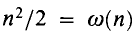 n²/2 = ω(n)